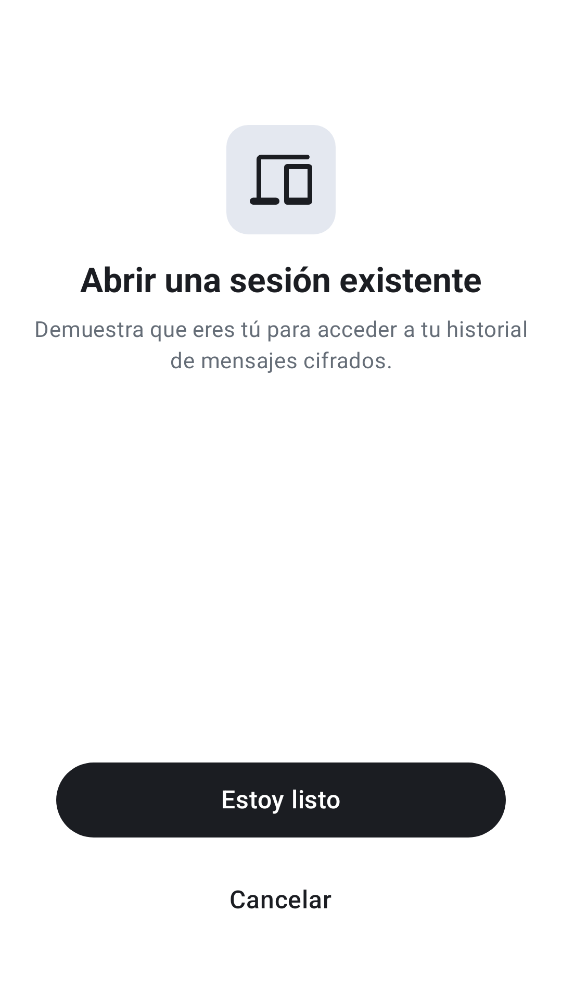 Abrir una sesión existente
Demuestra que eres tú para acceder a tu historial
de mensajes cifrados.
Estoy listo
Cancelar